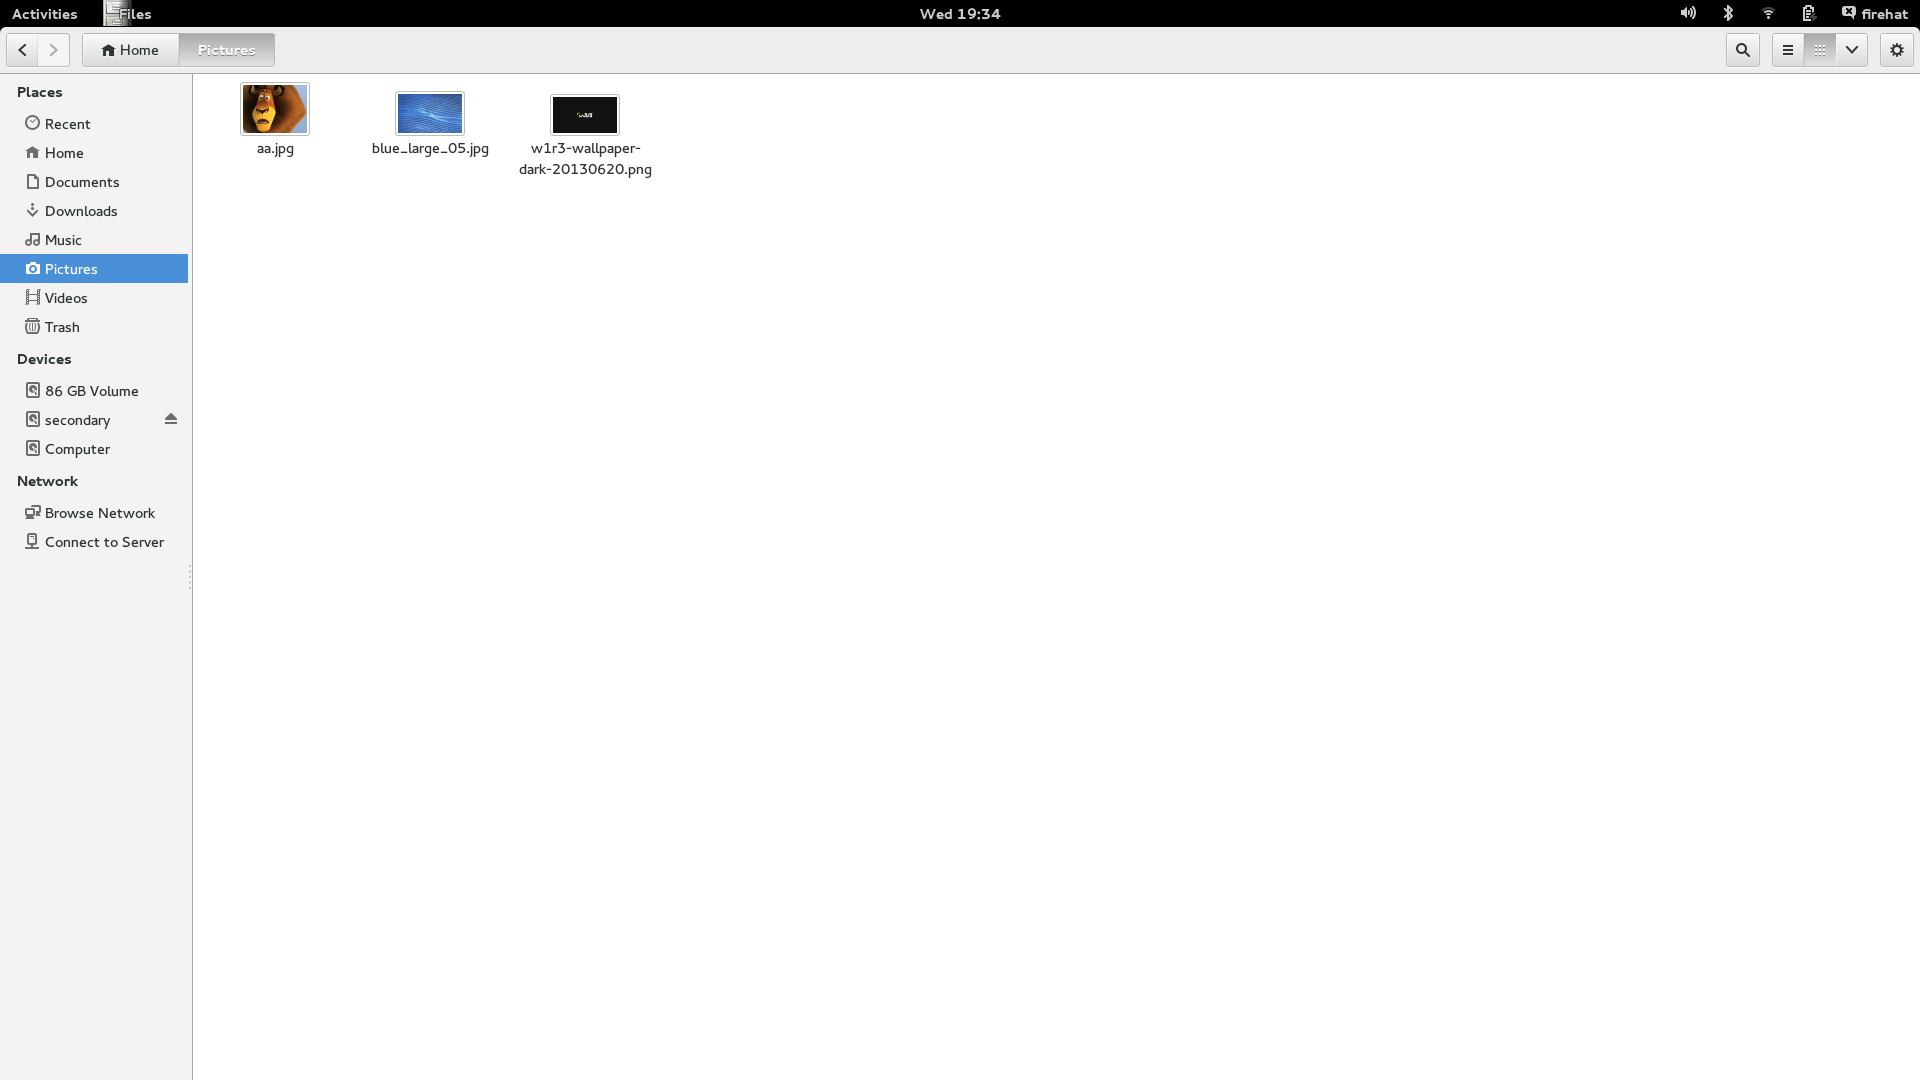 Activities Files Wed 19:34 firehat
Home Pictures
Places
Recent
Home
Documents
Downloads
Music
Pictures
Videos
Trash
Devices
86 GB Volume
secondary
Computer
Network
Browse Network
Connect to Server
aa.jpg
blue_large_05.jpg
w1r3-wallpaper-
dark-20130620.png